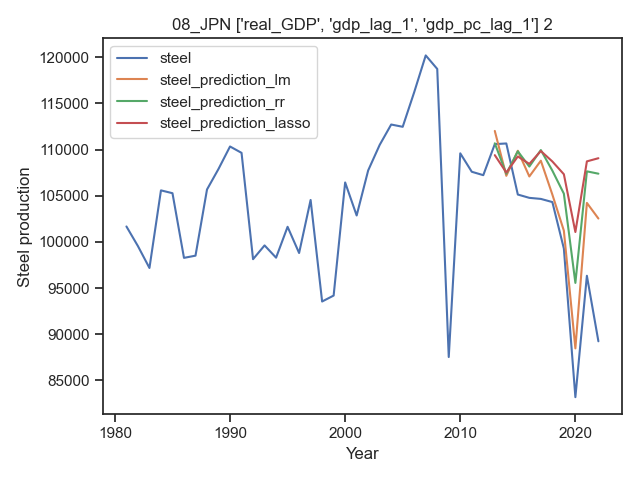 08_JPN ['real_GDP', 'gdp_lag_1', 'gdp_pc_lag_1'] 2
steel
steel_prediction_lm
steel_prediction_rr
steel_prediction_lasso
120000
115000
110000
105000
100000
95000
90000
85000
Steel production
1980 1990 2000 2010 2020
Year